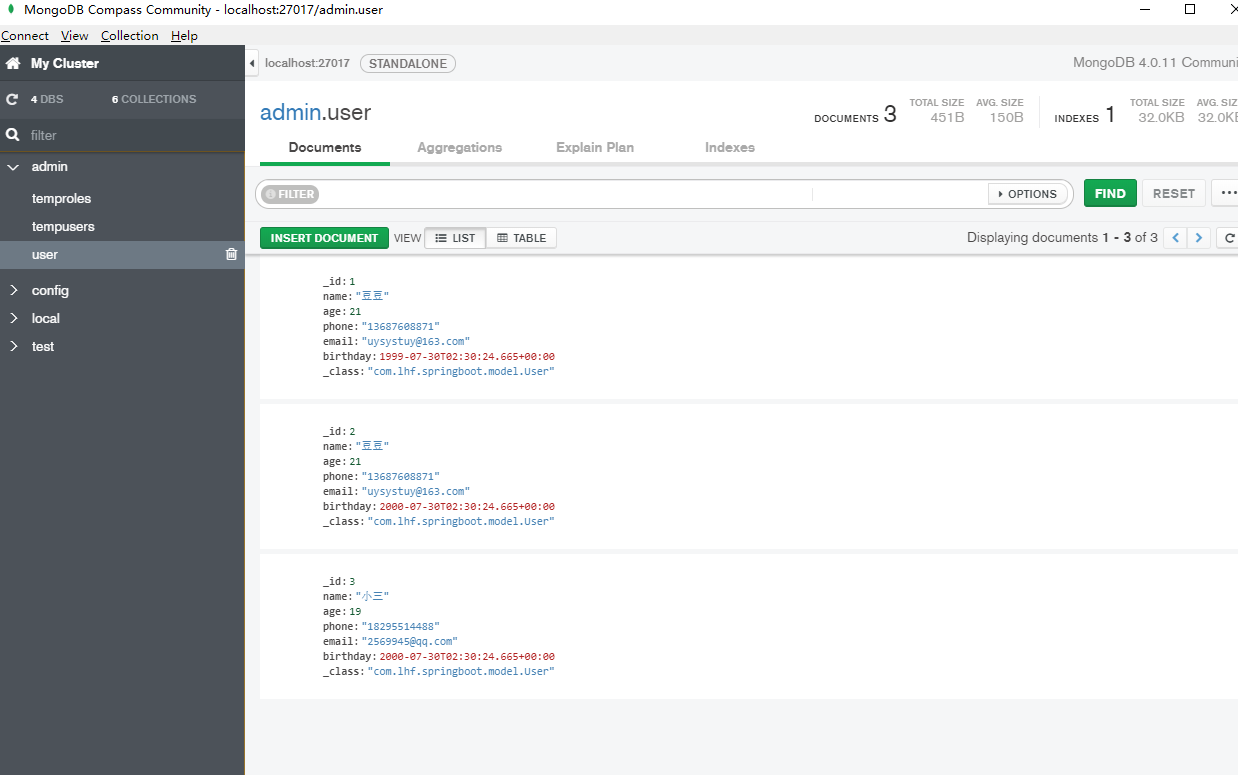 MongoDB Compass Community - localhost:27017/admin.user
Connect View Collection Help
My Cluster
4 DBS 6 COLLECTIONS
filter
admin
temproles
tempusers
user
config
local
test
localhost:27017 STANDALONE MongoDB 4.0.11 Communi
admin.user
DOCUMENTS 3 TOTAL SIZE 451B AVG. SIZE 150B INDEXES 1 TOTAL SIZE 32.0KB AVG. SIZ 32.0KB
Documents Aggregations Explain Plan Indexes
FILTER OPTIONS FIND RESET ...
INSERT DOCUMENT VIEW LIST TABLE Displaying documents 1 - 3 of 3
_id: 1
name: "豆豆"
age: 21
phone: "13687608871"
email: "uysystuy@163.com"
birthday: 1999-07-30T02:30:24.665+00:00
_class: "com.lhf.springboot.model.User"
_id: 2
name: "豆豆"
age: 21
phone: "13687608871"
email: "uysystuy@163.com"
birthday: 2000-07-30T02:30:24.665+00:00
_class: "com.lhf.springboot.model.User"
_id: 3
name: "小三"
age: 19
phone: "18295514488"
email: "2569945@qq.com"
birthday: 2000-07-30T02:30:24.665+00:00
_class: "com.lhf.springboot.model.User"